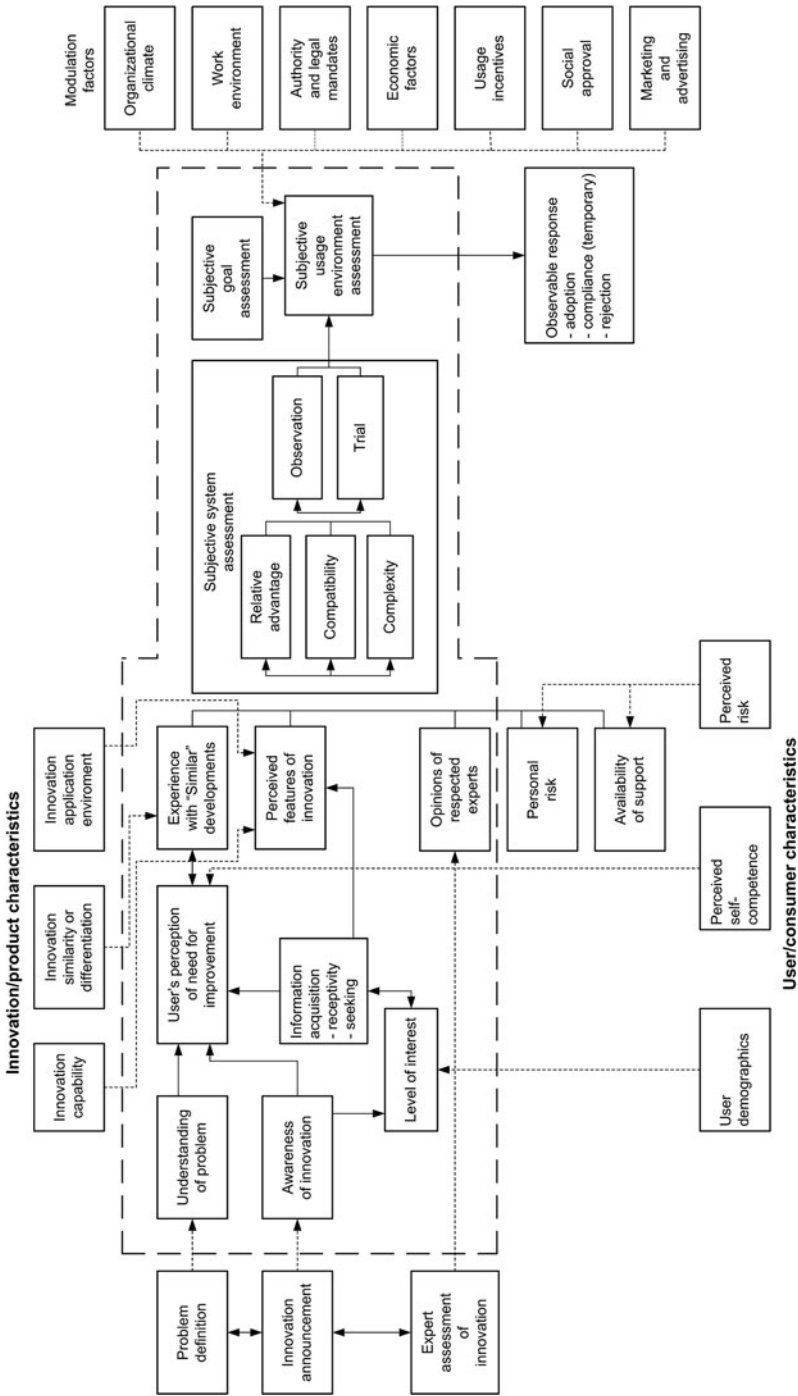 Innovation/product characteristics
Innovation
capability
Innovation
similarity or
differentiation
Innovation
application
enviroment
Modulation
factors
Organizational
climate
Work
environment
Authority
and legal
mandates
Economic
factors
Usage
incentives
Social
approval
Marketing
and
advertising
Problem
definition
Innovation
announcement
Expert
assessment
of
innovation
Understanding
of problem
Awareness
of innovation
User's perception
of need for
improvement
Information
acquisition
- receptivity
- seeking
Level of interest
Experience
with "Similar"
developments
Perceived
features of
innovation
Opinions of
respected
experts
Personal
risk
Availability
of support
Subjective system
assessment
Relative
advantage
Compatibility
Complexity
Observation
Trial
Subjective
goal
assessment
Subjective
usage
environment
assessment
Observable response
- adoption
- compliance (temporary)
- rejection
User
demographics
Perceived
self-
competence
Perceived
risk
User/consumer characteristics